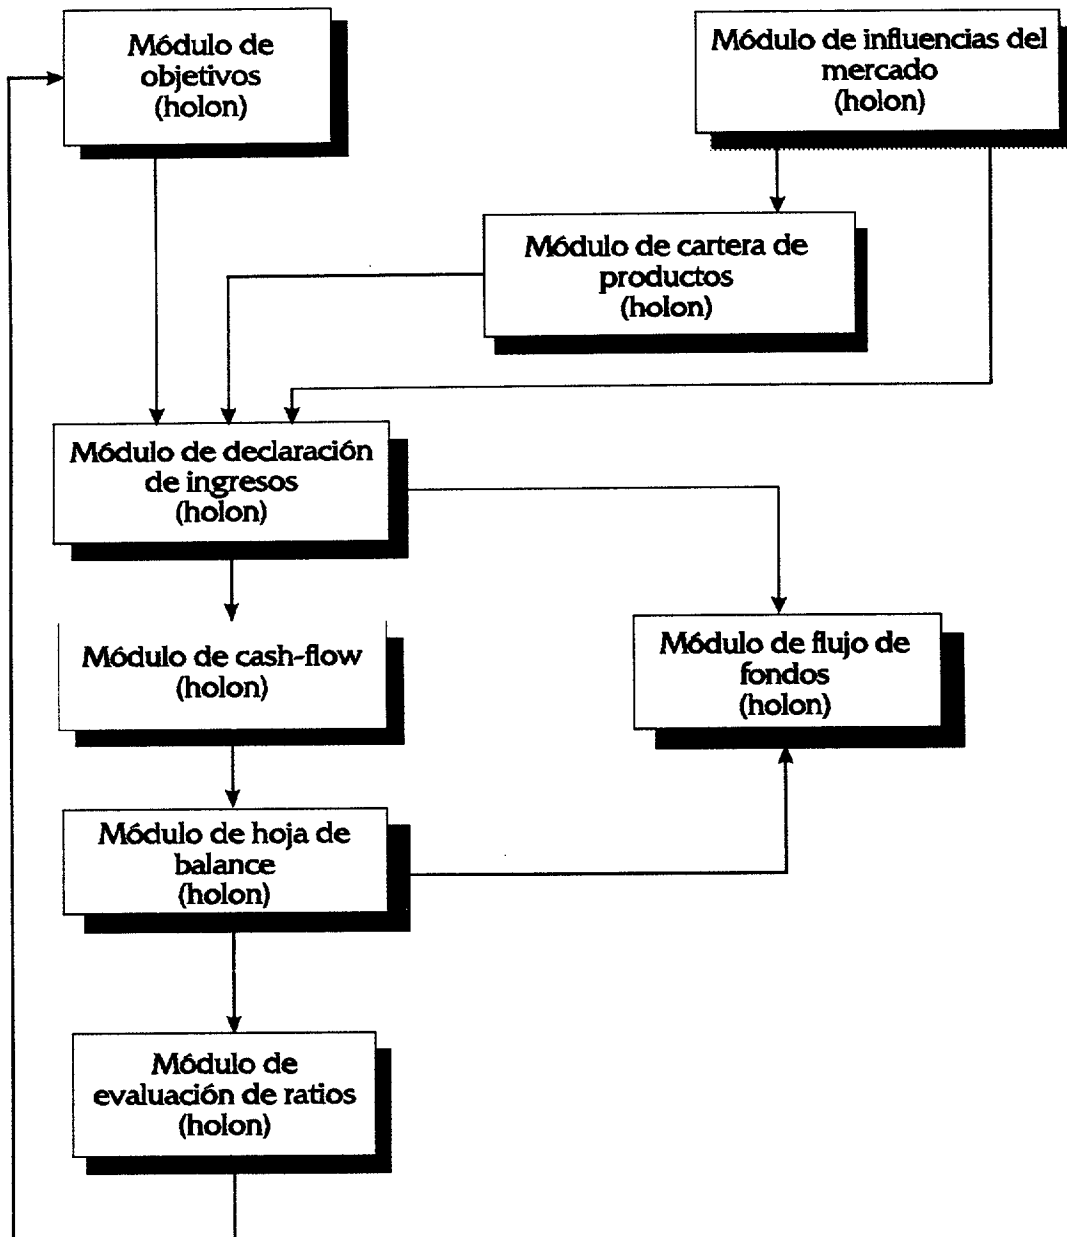 Módulo de
objetivos
(holon)
Módulo de influencias del
mercado
(holon)
Módulo de cartera de
productos
(holon)
Módulo de declaración
de ingresos
(holon)
Módulo de cash-flow
(holon)
Módulo de flujo de
fondos
(holon)
Módulo de hoja de
balance
(holon)
Módulo de
evaluación de ratios
(holon)